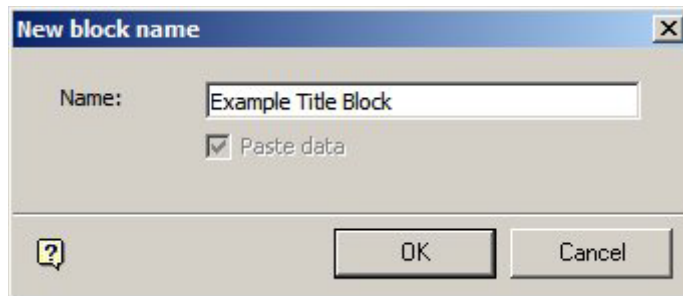 New block name
Name: Example Title Block
Paste data
OK Cancel